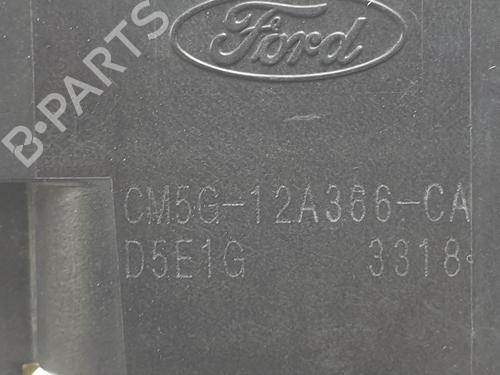 Ford
B-PARTS
CM5G-12A366-CA
D5E1G 3318